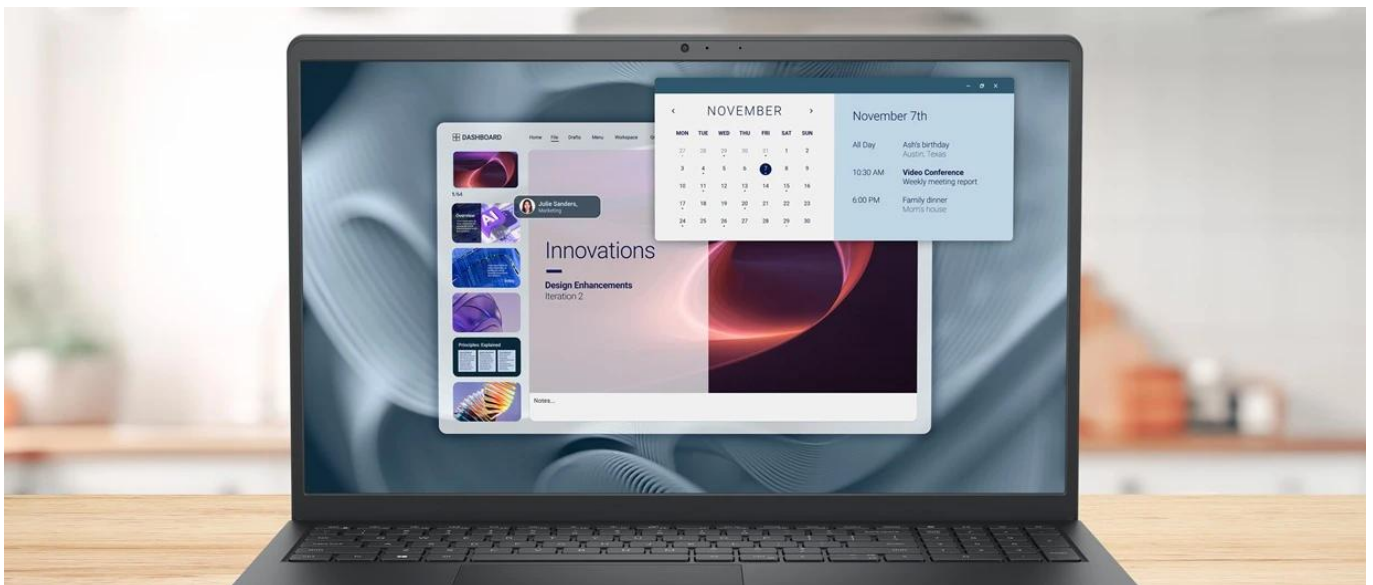 DASHBOARD
Home File Drafts Menu Workspace
1:44
Overview
AI
Principles: Explained
Julie Sanders,
Marketing
Innovations
Design Enhancements
Iteration 2
Notes...
NOVEMBER
MON TUE WED THU FRI SAT SUN
27 28 29 30 31 1 2
3 4 5 6 7 8 9
10 11 12 13 14 15 16
17 18 19 20 21 22 23
24 25 26 27 28 29 30
November 7th
All Day Ash's birthday
Austin, Texas
10:30 AM Video Conference
Weekly meeting report
6:00 PM Family dinner
Mom's house